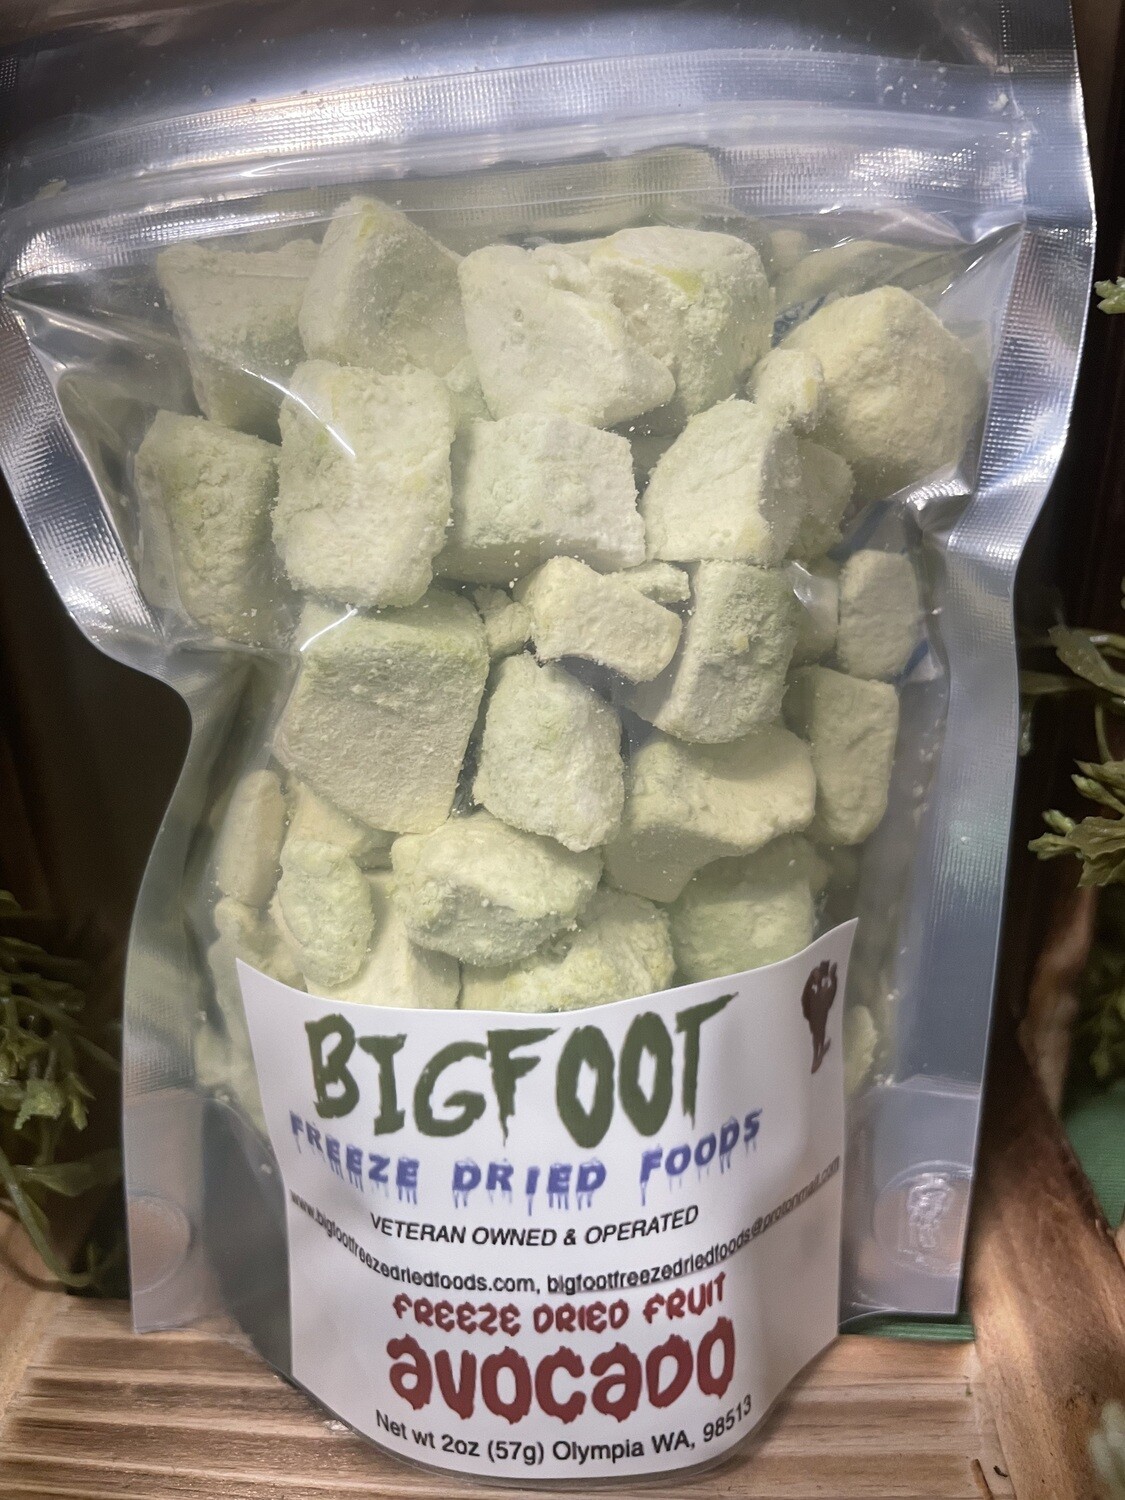 BIGFOOT
FREEZE DRIED FOODS
VETERAN OWNED & OPERATED
www.bigfootfreezedriedfoods.com, bigfootfreezedriedfoods@protonmail.com
FREEZE DRIED FRUIT
AVOCADO
Net wt 2oz (57g) Olympia WA, 98513